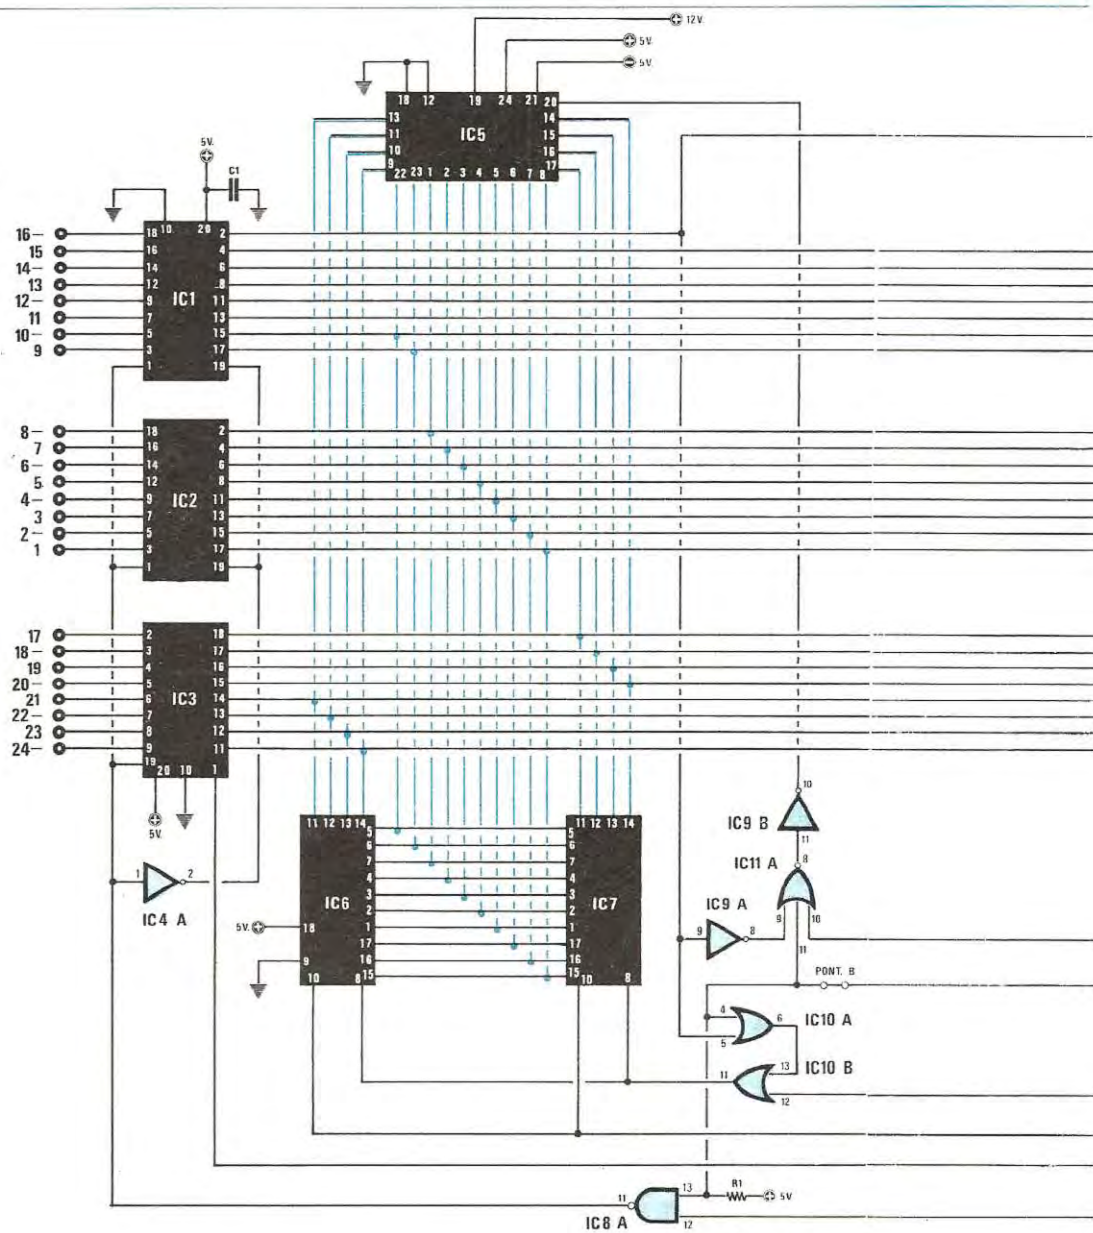 12V.
5V.
5V.
18 12 19 24 21 20
13 14
11 IC5 15
10 16
9 17
22 23 1 2 3 4 5 6 7 8
5V.
C1
10 20
16- 18 2
15 16 4
14- 14 6
13 12 8
12- 9 IC1 11
11 7 13
10- 5 15
9 3 17
1 19
8- 18 2
7 16 4
6- 14 6
5 12 8
4- 9 IC2 11
3 7 13
2- 5 15
1 3 17
1 19
17 2 18
18- 3 17
19 4 16
20- 5 15
21 6 IC3 14
22- 7 13
23 8 12
24- 9 11
19 20 10 1
5V.
1 2
IC4 A
11 12 13 14
5
6
7
4
3
2
1
17
16
15
IC6
18
9
10 8
5V.
11 12 13 14
5
6
7
4
3
2
1
17
16
15
IC7
10 8
10
IC9 B
11
IC11 A
8
9 10
11
IC9 A
9 8
PONT. B
4 6
5
IC10 A
IC10 B
11 13
12
R1
5V
11 13
12
IC8 A